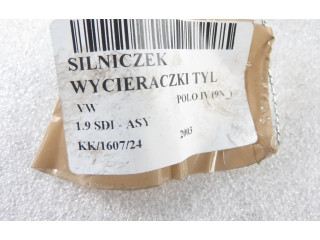 SILNICZEK
WYCIERACZKI TYL
VW POLO IV (9N_)
1.9 SDI - ASY 2003
KK/1607/24